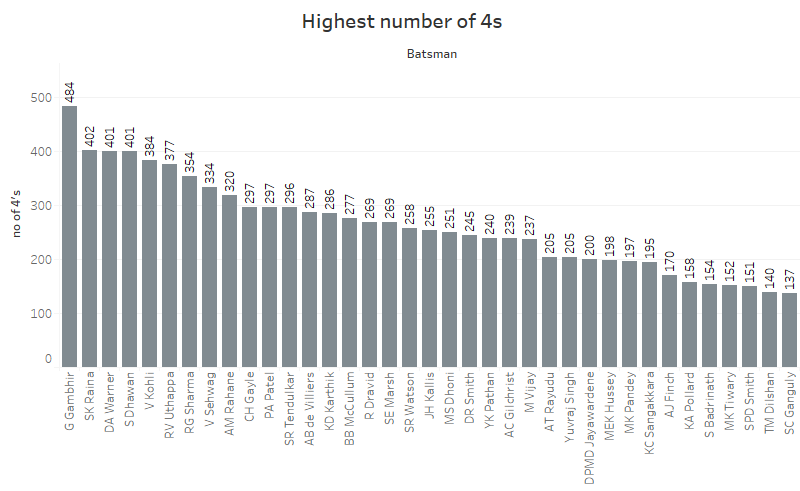 Highest number of 4s
Batsman
no of 4's
500
400
300
200
100
0
484
402
401
401
384
377
354
334
320
297
297
296
287
286
277
269
269
258
255
251
245
240
239
237
205
205
200
198
197
195
170
158
154
152
151
140
137
G Gambhir
SK Raina
DA Warner
S Dhawan
V Kohli
RV Uthappa
RG Sharma
V Sehwag
AM Rahane
CH Gayle
PA Patel
SR Tendulkar
AB de Villiers
KD Karthik
BB McCullum
R Dravid
SE Marsh
SR Watson
JH Kallis
MS Dhoni
DR Smith
YK Pathan
AC Gilchrist
M Vijay
AT Rayudu
Yuvraj Singh
DPMD Jayawardene
MEK Hussey
MK Pandey
KC Sangakkara
AJ Finch
KA Pollard
S Badrinath
MK Tiwary
SPD Smith
TM Dilshan
SC Ganguly